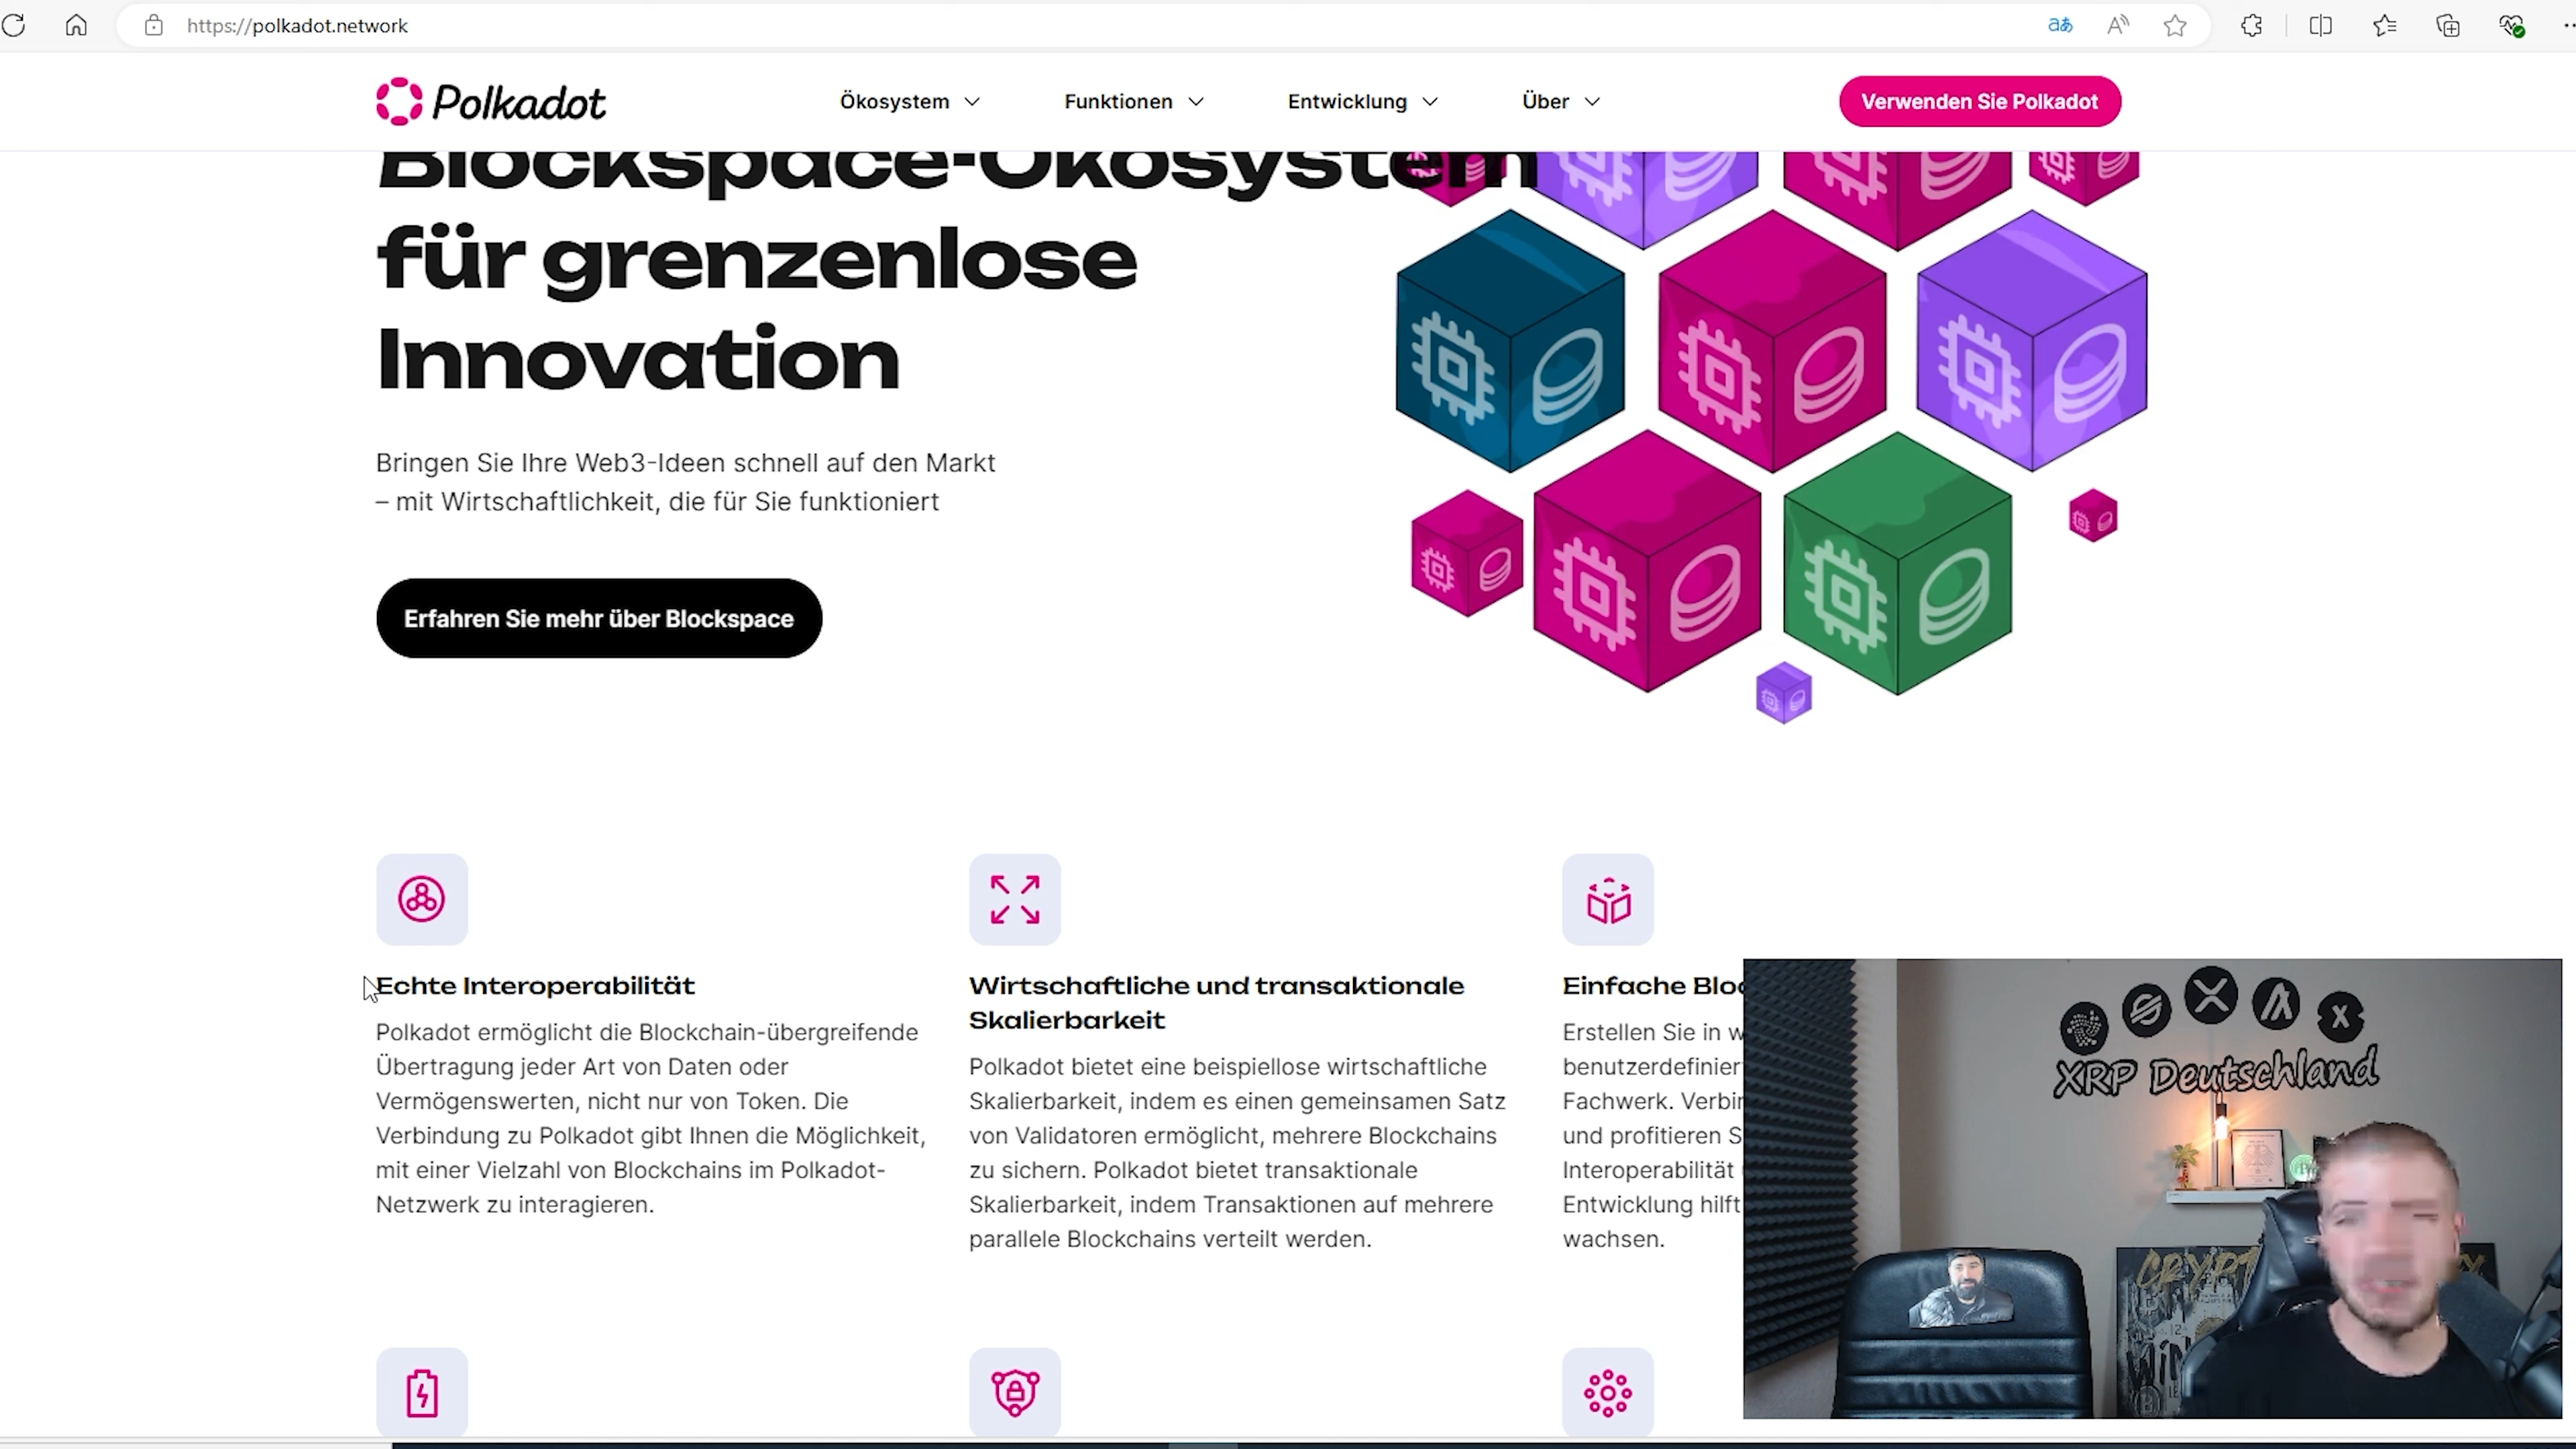 https://polkadot.network
Polkadot
Ökosystem
Funktionen
Entwicklung
Über
Verwenden Sie Polkadot
Blockspace-Ökosystem
für grenzenlose
Innovation
Bringen Sie Ihre Web3-Ideen schnell auf den Markt
– mit Wirtschaftlichkeit, die für Sie funktioniert
Erfahren Sie mehr über Blockspace
Echte Interoperabilität
Polkadot ermöglicht die Blockchain-übergreifende
Übertragung jeder Art von Daten oder
Vermögenswerten, nicht nur von Token. Die
Verbindung zu Polkadot gibt Ihnen die Möglichkeit,
mit einer Vielzahl von Blockchains im Polkadot-
Netzwerk zu interagieren.
Wirtschaftliche und transaktionale
Skalierbarkeit
Polkadot bietet eine beispiellose wirtschaftliche
Skalierbarkeit, indem es einen gemeinsamen Satz
von Validatoren ermöglicht, mehrere Blockchains
zu sichern. Polkadot bietet transaktionale
Skalierbarkeit, indem Transaktionen auf mehrere
parallele Blockchains verteilt werden.
Einfache
Erstellen Sie in
Fachwerk.
und profitieren
Interoperabilität
Entwicklung hilft
wachsen.
XRP Deutschland